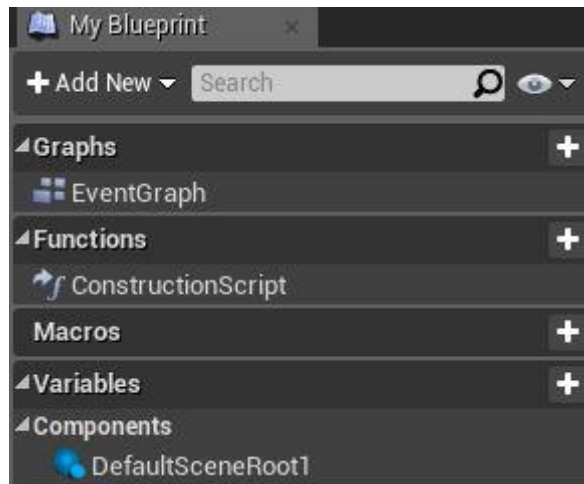 My Blueprint
Add New Search
Graphs
EventGraph
Functions
ConstructionScript
Macros
Variables
Components
DefaultSceneRoot1